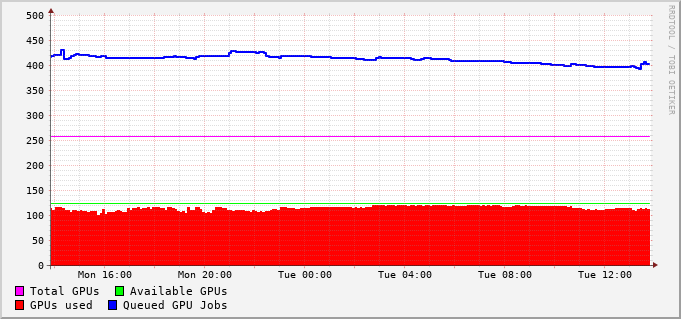 500
450
400
350
300
250
200
150
100
50
0
Mon 16:00 Mon 20:00 Tue 00:00 Tue 04:00 Tue 08:00 Tue 12:00
Total GPUs Available GPUs
GPUs used Queued GPU Jobs
RRDTOOL / TOBI OETIKER